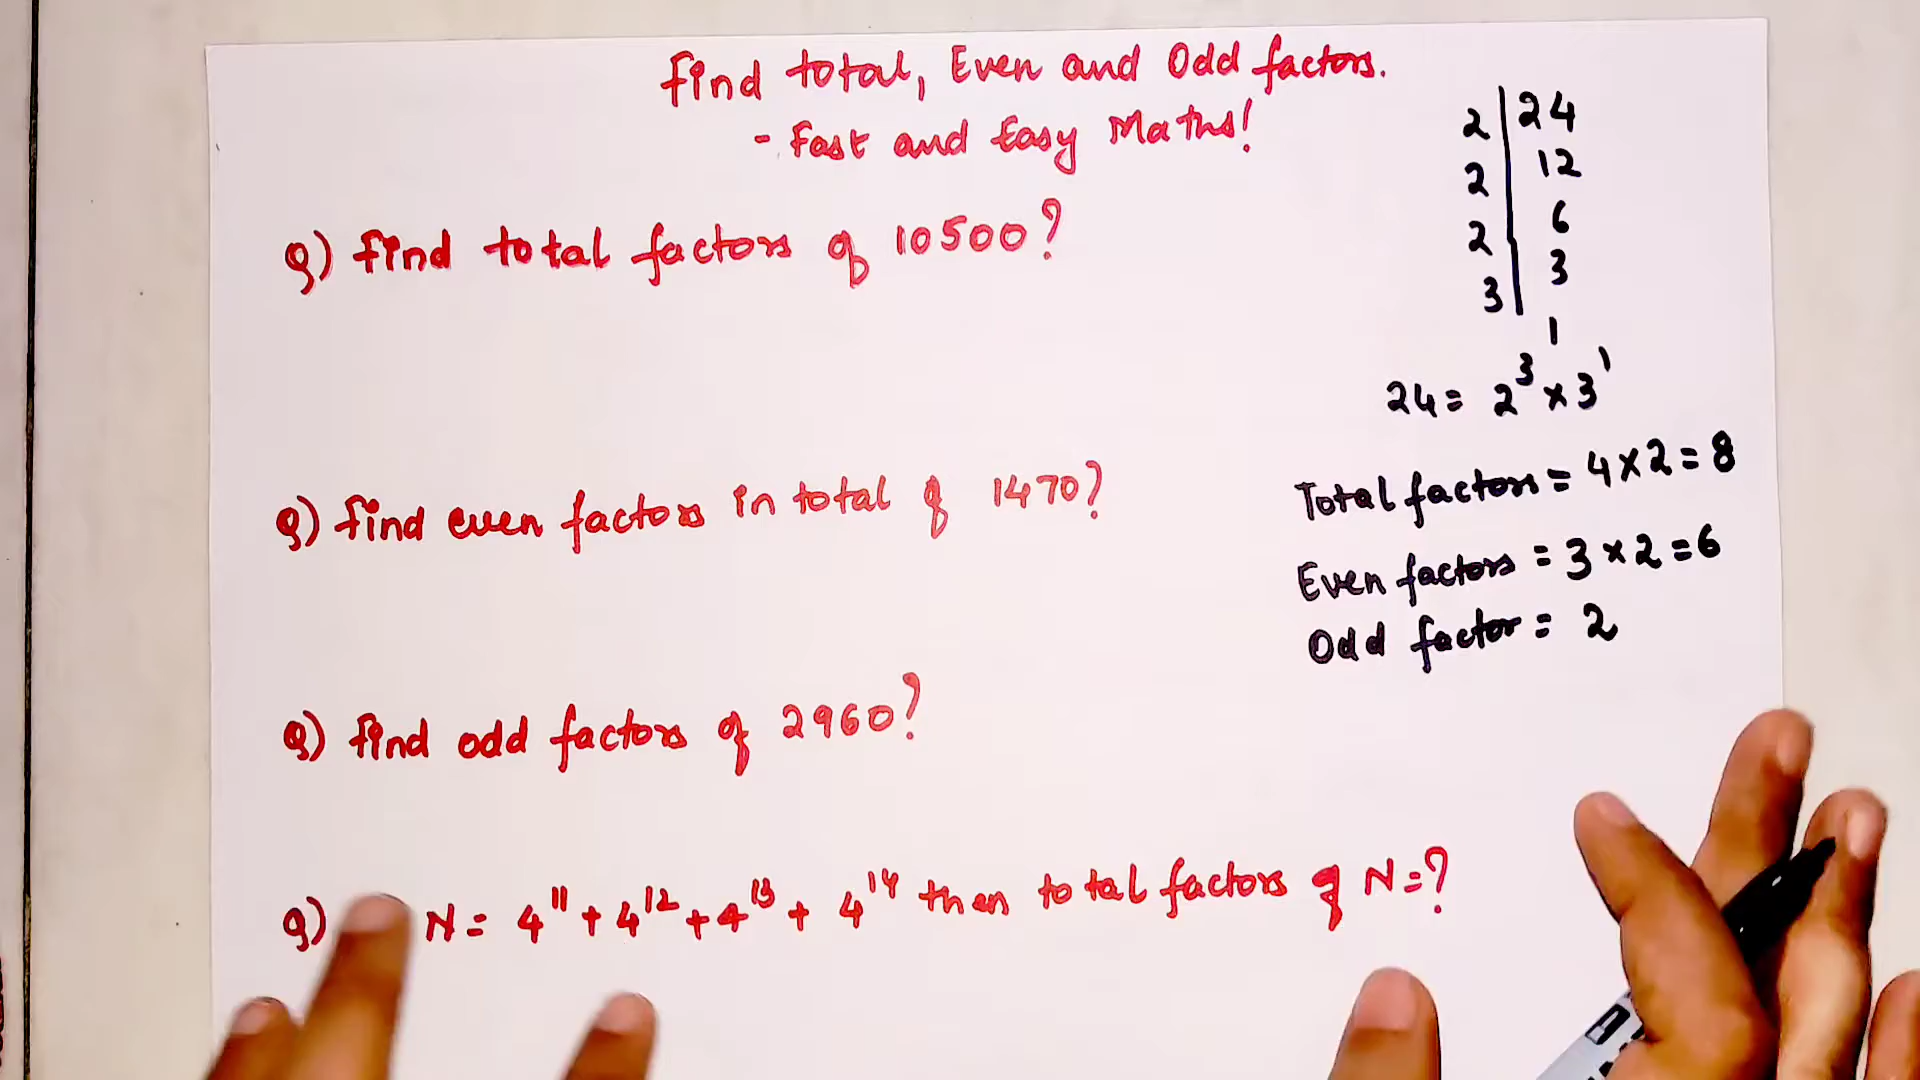 Find total, Even and Odd factors.
- Fast and Easy Maths!
Q) Find total factors of 10500?
Q) Find even factors in total of 1470?
Q) Find odd factors of 2960?
Q) N = 4^11 + 4^12 + 4^13 + 4^14 then total factors of N = ?
2 | 24
2 | 12
2 | 6
3 | 3
1
24 = 2^3 × 3^1
Total factors = 4 × 2 = 8
Even factors = 3 × 2 = 6
Odd factor = 2